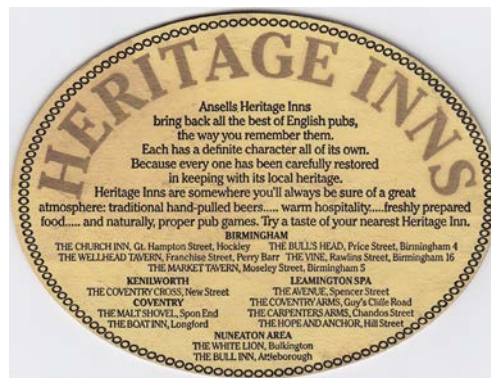 HERITAGE INNS
Ansells Heritage Inns
bring back all the best of English pubs,
the way you remember them.
Each has a definite character all of its own.
Because every one has been carefully restored
in keeping with its local heritage.
Heritage Inns are somewhere you'll always be sure of a great
atmosphere: traditional hand-pulled beers..... warm hospitality.....freshly prepared
food..... and naturally, proper pub games. Try a taste of your nearest Heritage Inn.
BIRMINGHAM
THE CHURCH INN, Gt. Hampton Street, Hockley THE BULL'S HEAD, Price Street, Birmingham 4
THE WELLHEAD TAVERN, Franchise Street, Perry Barr THE VINE, Rawlins Street, Birmingham 16
THE MARKET TAVERN, Moseley Street, Birmingham 5
KENILWORTH
THE COVENTRY CROSS, New Street
COVENTRY
THE MALT SHOVEL, Spon End
THE BOAT INN, Longford
LEAMINGTON SPA
THE AVENUE, Spencer Street
THE COVENTRY ARMS, Guy's Cliffe Road
THE CARPENTERS ARMS, Chandos Street
THE HOPE AND ANCHOR, Hill Street
NUNEATON AREA
THE WHITE LION, Bulkington
THE BULL INN, Attleborough